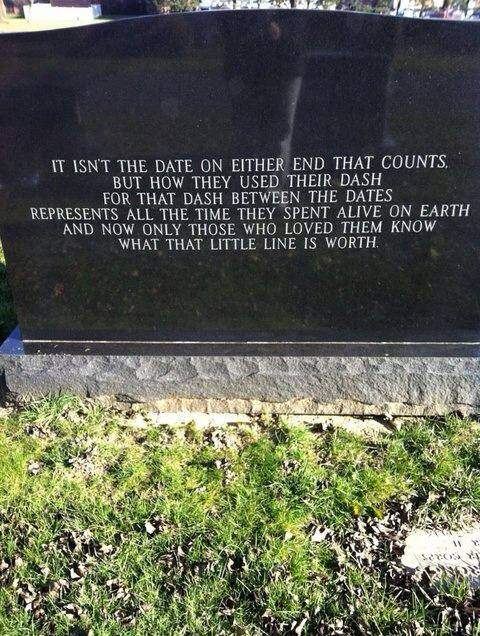 IT ISN'T THE DATE ON EITHER END THAT COUNTS,
BUT HOW THEY USED THEIR DASH
FOR THAT DASH BETWEEN THE DATES
REPRESENTS ALL THE TIME THEY SPENT ALIVE ON EARTH
AND NOW ONLY THOSE WHO LOVED THEM KNOW
WHAT THAT LITTLE LINE IS WORTH.